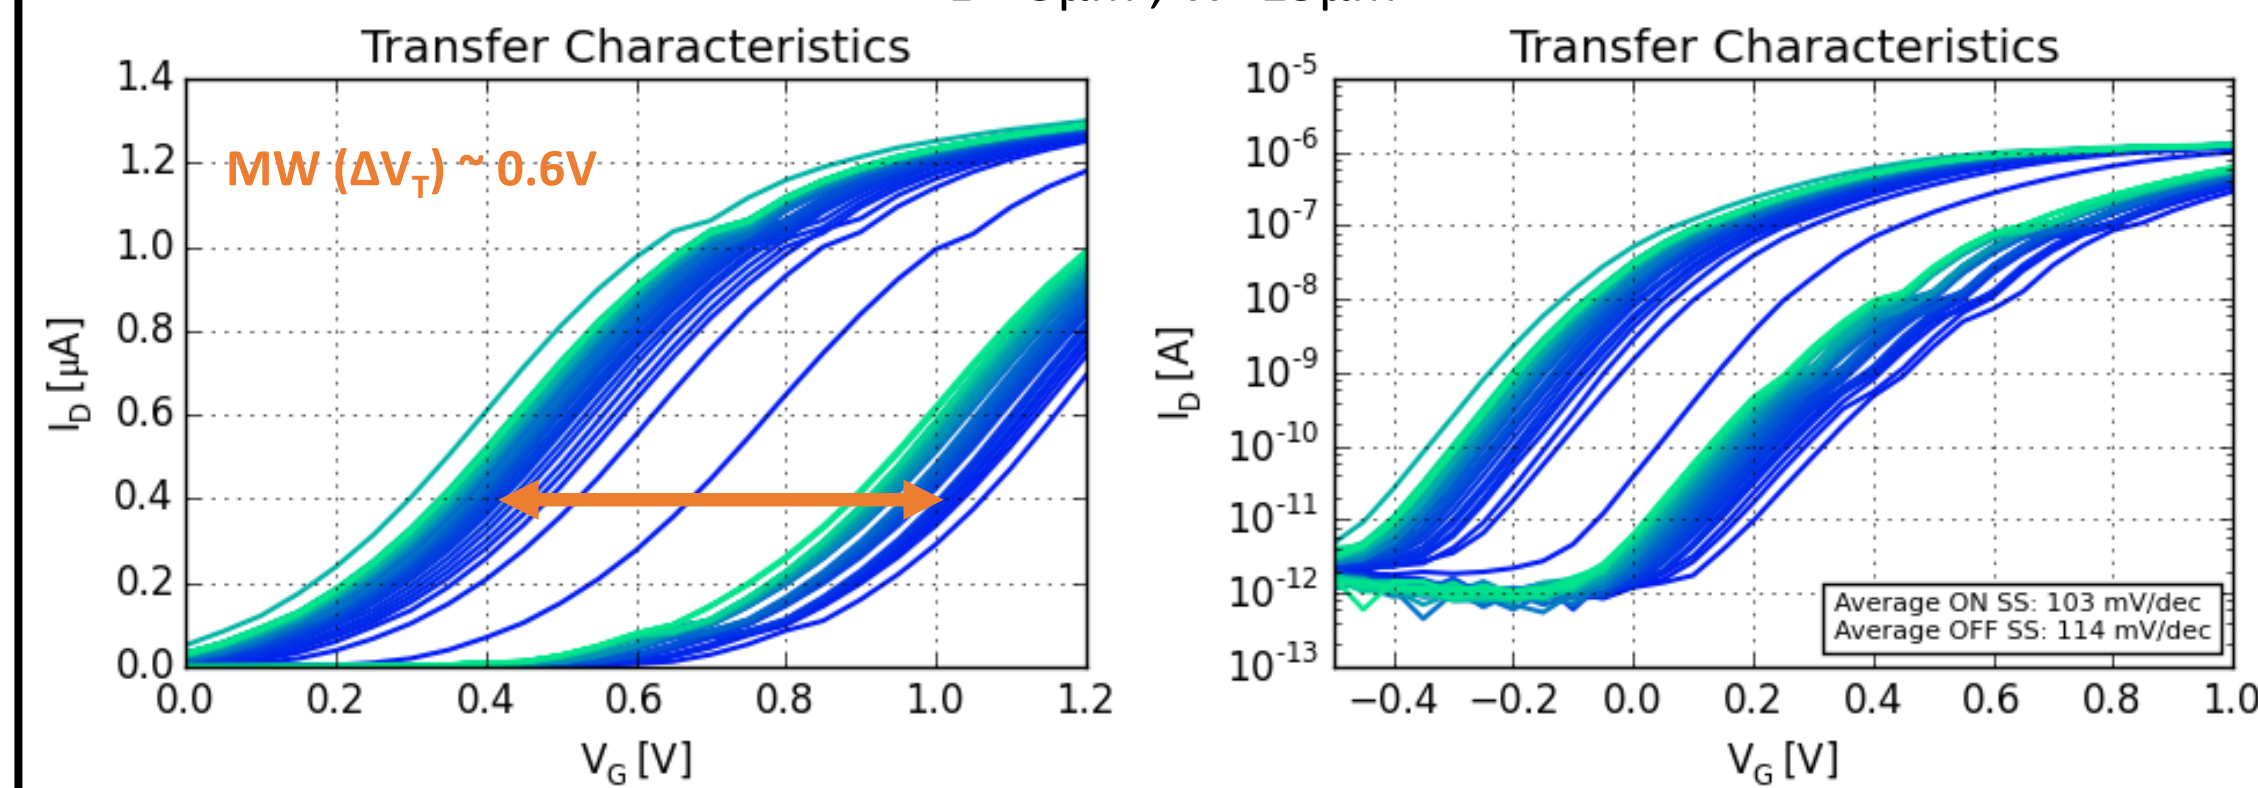 Transfer Characteristics
1.4
1.2
1.0
0.8
0.6
0.4
0.2
0.0
I_D [µA]
MW (ΔV_T) ~ 0.6V
0.0 0.2 0.4 0.6 0.8 1.0 1.2
V_G [V]
Transfer Characteristics
10^-5
10^-6
10^-7
10^-8
10^-9
10^-10
10^-11
10^-12
10^-13
I_D [A]
Average ON SS: 103 mV/dec
Average OFF SS: 114 mV/dec
−0.4 −0.2 0.0 0.2 0.4 0.6 0.8 1.0
V_G [V]